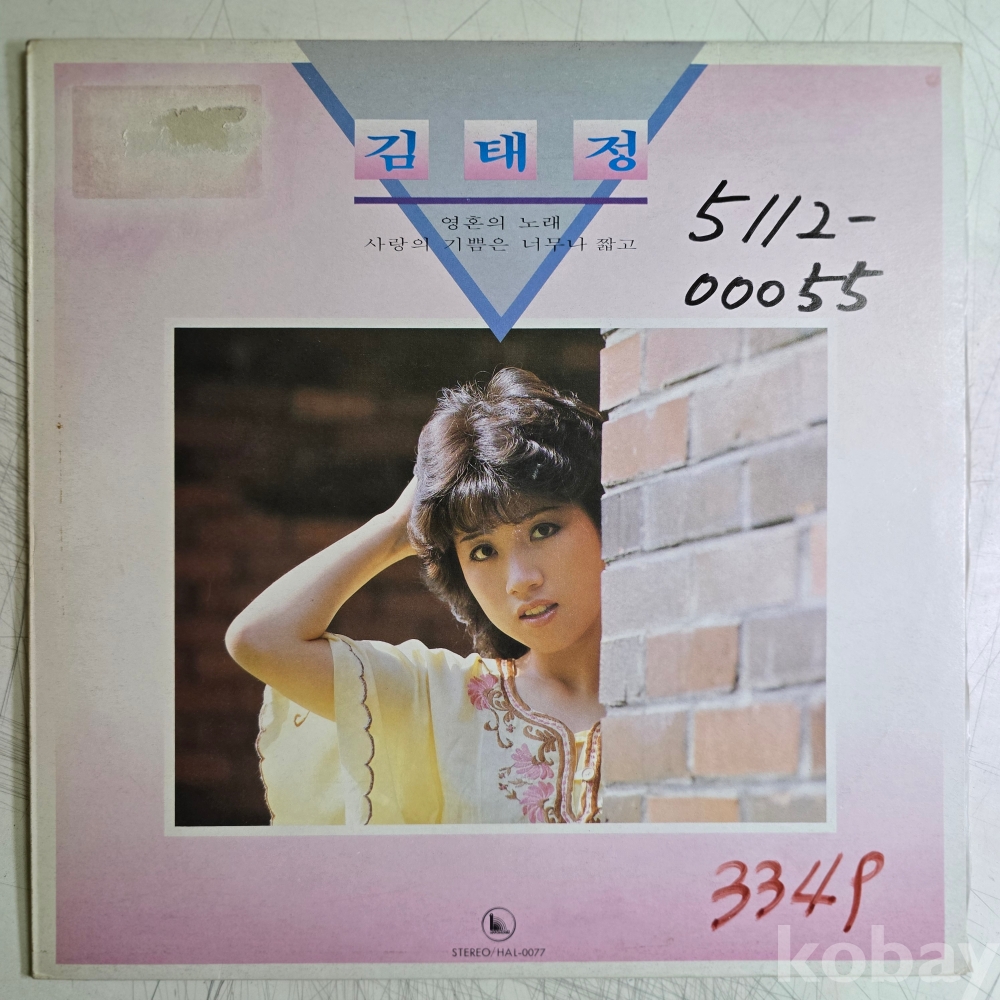 김 태 정
영혼의 노래
사랑의 기쁨은 너무나 짧고
5112-
00055
3349
STEREO/HAL-0077
kobay